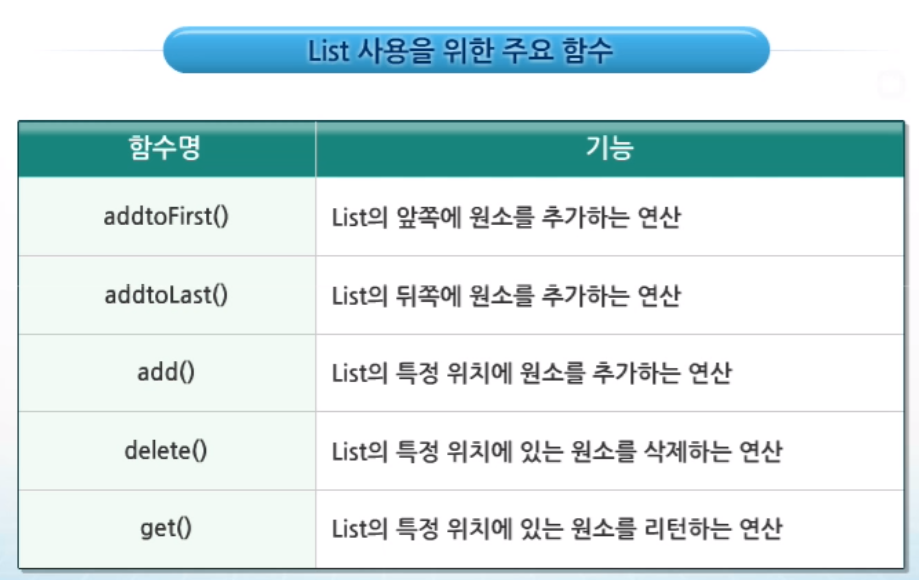 List 사용을 위한 주요 함수
함수명 기능
addtoFirst() List의 앞쪽에 원소를 추가하는 연산
addtoLast() List의 뒤쪽에 원소를 추가하는 연산
add() List의 특정 위치에 원소를 추가하는 연산
delete() List의 특정 위치에 있는 원소를 삭제하는 연산
get() List의 특정 위치에 있는 원소를 리턴하는 연산